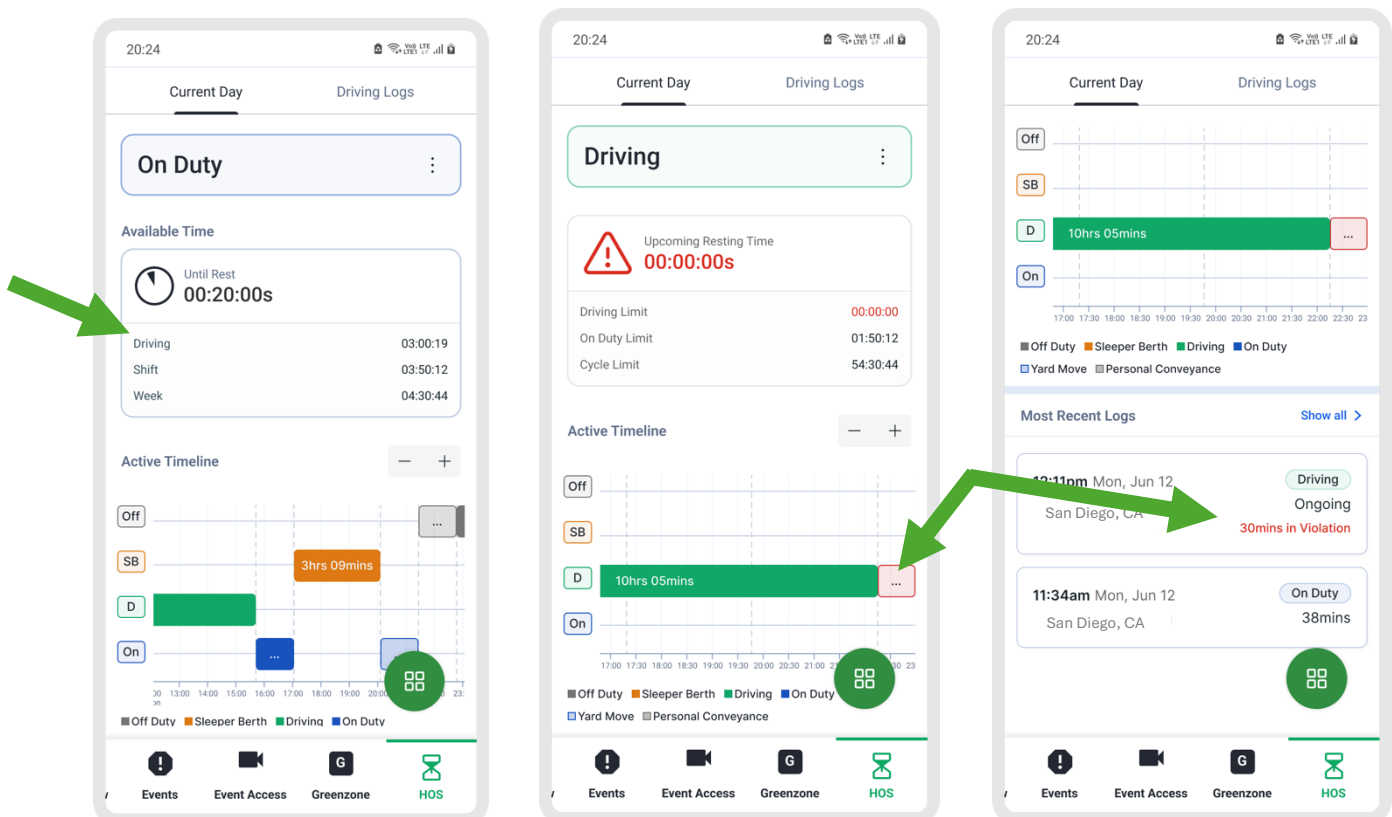 20:24
Current Day Driving Logs
On Duty
Available Time
Until Rest
00:20:00s
Driving 03:00:19
Shift 03:50:12
Week 04:30:44
Active Timeline
− +
Off ...
SB 3hrs 09mins
D
On ...
13:00 14:00 15:00 16:00 17:00 18:00 19:00
Off Duty Sleeper Berth Driving On Duty
Events Event Access Greenzone HOS
20:24
Current Day Driving Logs
Driving
Upcoming Resting Time
00:00:00s
Driving Limit 00:00:00
On Duty Limit 01:50:12
Cycle Limit 54:30:44
Active Timeline
− +
Off
SB
D 10hrs 05mins ...
On
17:00 17:30 18:00 18:30 19:00 19:30 20:00 20:30 21:00
Off Duty Sleeper Berth Driving On Duty
Yard Move Personal Conveyance
Events Event Access Greenzone HOS
20:24
Current Day Driving Logs
Off
SB
D 10hrs 05mins ...
On
17:00 17:30 18:00 18:30 19:00 19:30 20:00 20:30 21:00 21:30 22:00 22:30 23
Off Duty Sleeper Berth Driving On Duty
Yard Move Personal Conveyance
Most Recent Logs Show all >
Mon, Jun 12 Driving
San Diego, CA Ongoing
30mins in Violation
11:34am Mon, Jun 12 On Duty
San Diego, CA 38mins
Events Event Access Greenzone HOS